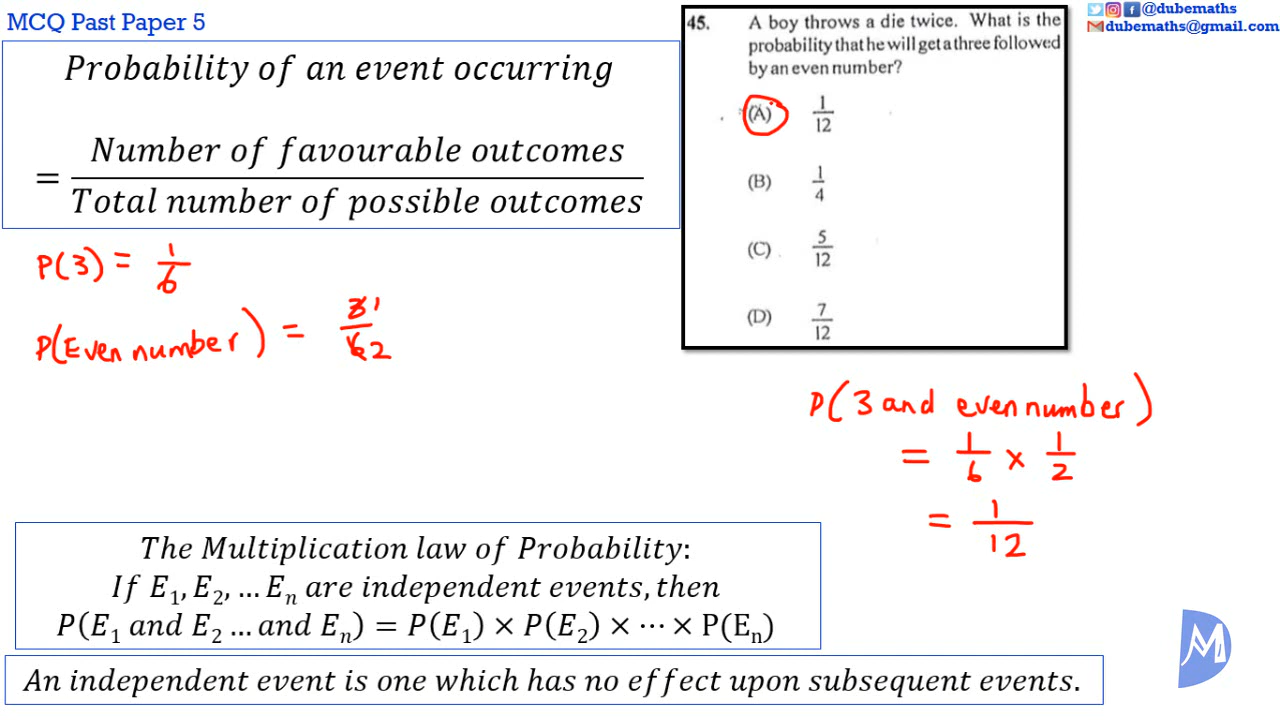 MCQ Past Paper 5
@dubemaths
dubemaths@gmail.com
Probability of an event occurring
= Number of favourable outcomes
Total number of possible outcomes
P(3) = 1/6
P(Even number) = 3/6 1/2
45. A boy throws a die twice. What is the
probability that he will get a three followed
by an even number?
(A) 1/12
(B) 1/4
(C) 5/12
(D) 7/12
P(3 and even number)
= 1/6 × 1/2
= 1/12
The Multiplication law of Probability:
If E₁, E₂, … Eₙ are independent events, then
P(E₁ and E₂ … and Eₙ) = P(E₁) × P(E₂) × ⋯ × P(Eₙ)
An independent event is one which has no effect upon subsequent events.
M